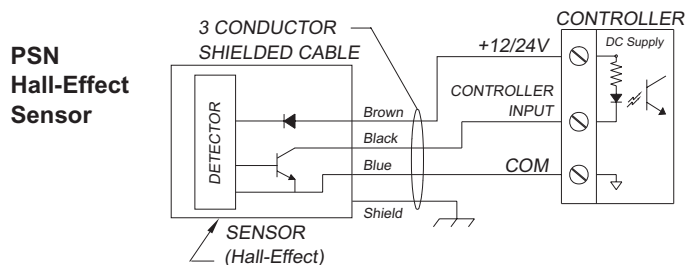 PSN
Hall-Effect
Sensor
3 CONDUCTOR
SHIELDED CABLE
DETECTOR
Brown
Black
Blue
Shield
SENSOR
(Hall-Effect)
+12/24V
CONTROLLER
INPUT
COM
CONTROLLER
DC Supply